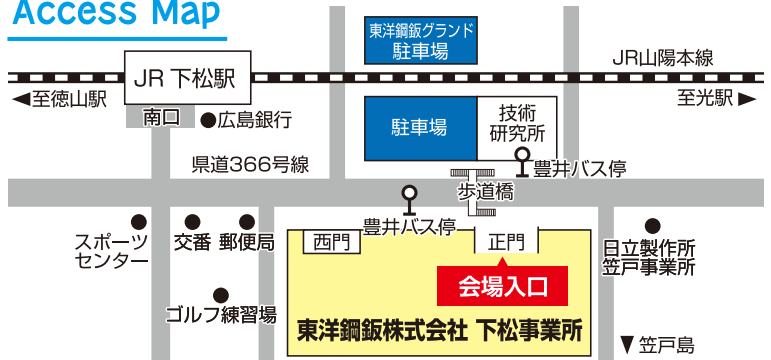 Access Map
東洋鋼鈑グランド
駐車場
JR山陽本線
JR 下松駅
◀至徳山駅
至光駅▶
南口
●広島銀行
駐車場
技術
研究所
県道366号線
豊井バス停
歩道橋
豊井バス停
スポーツ
センター
交番
郵便局
西門
正門
日立製作所
笠戸事業所
会場入口
ゴルフ練習場
東洋鋼鈑株式会社 下松事業所
▼笠戸島